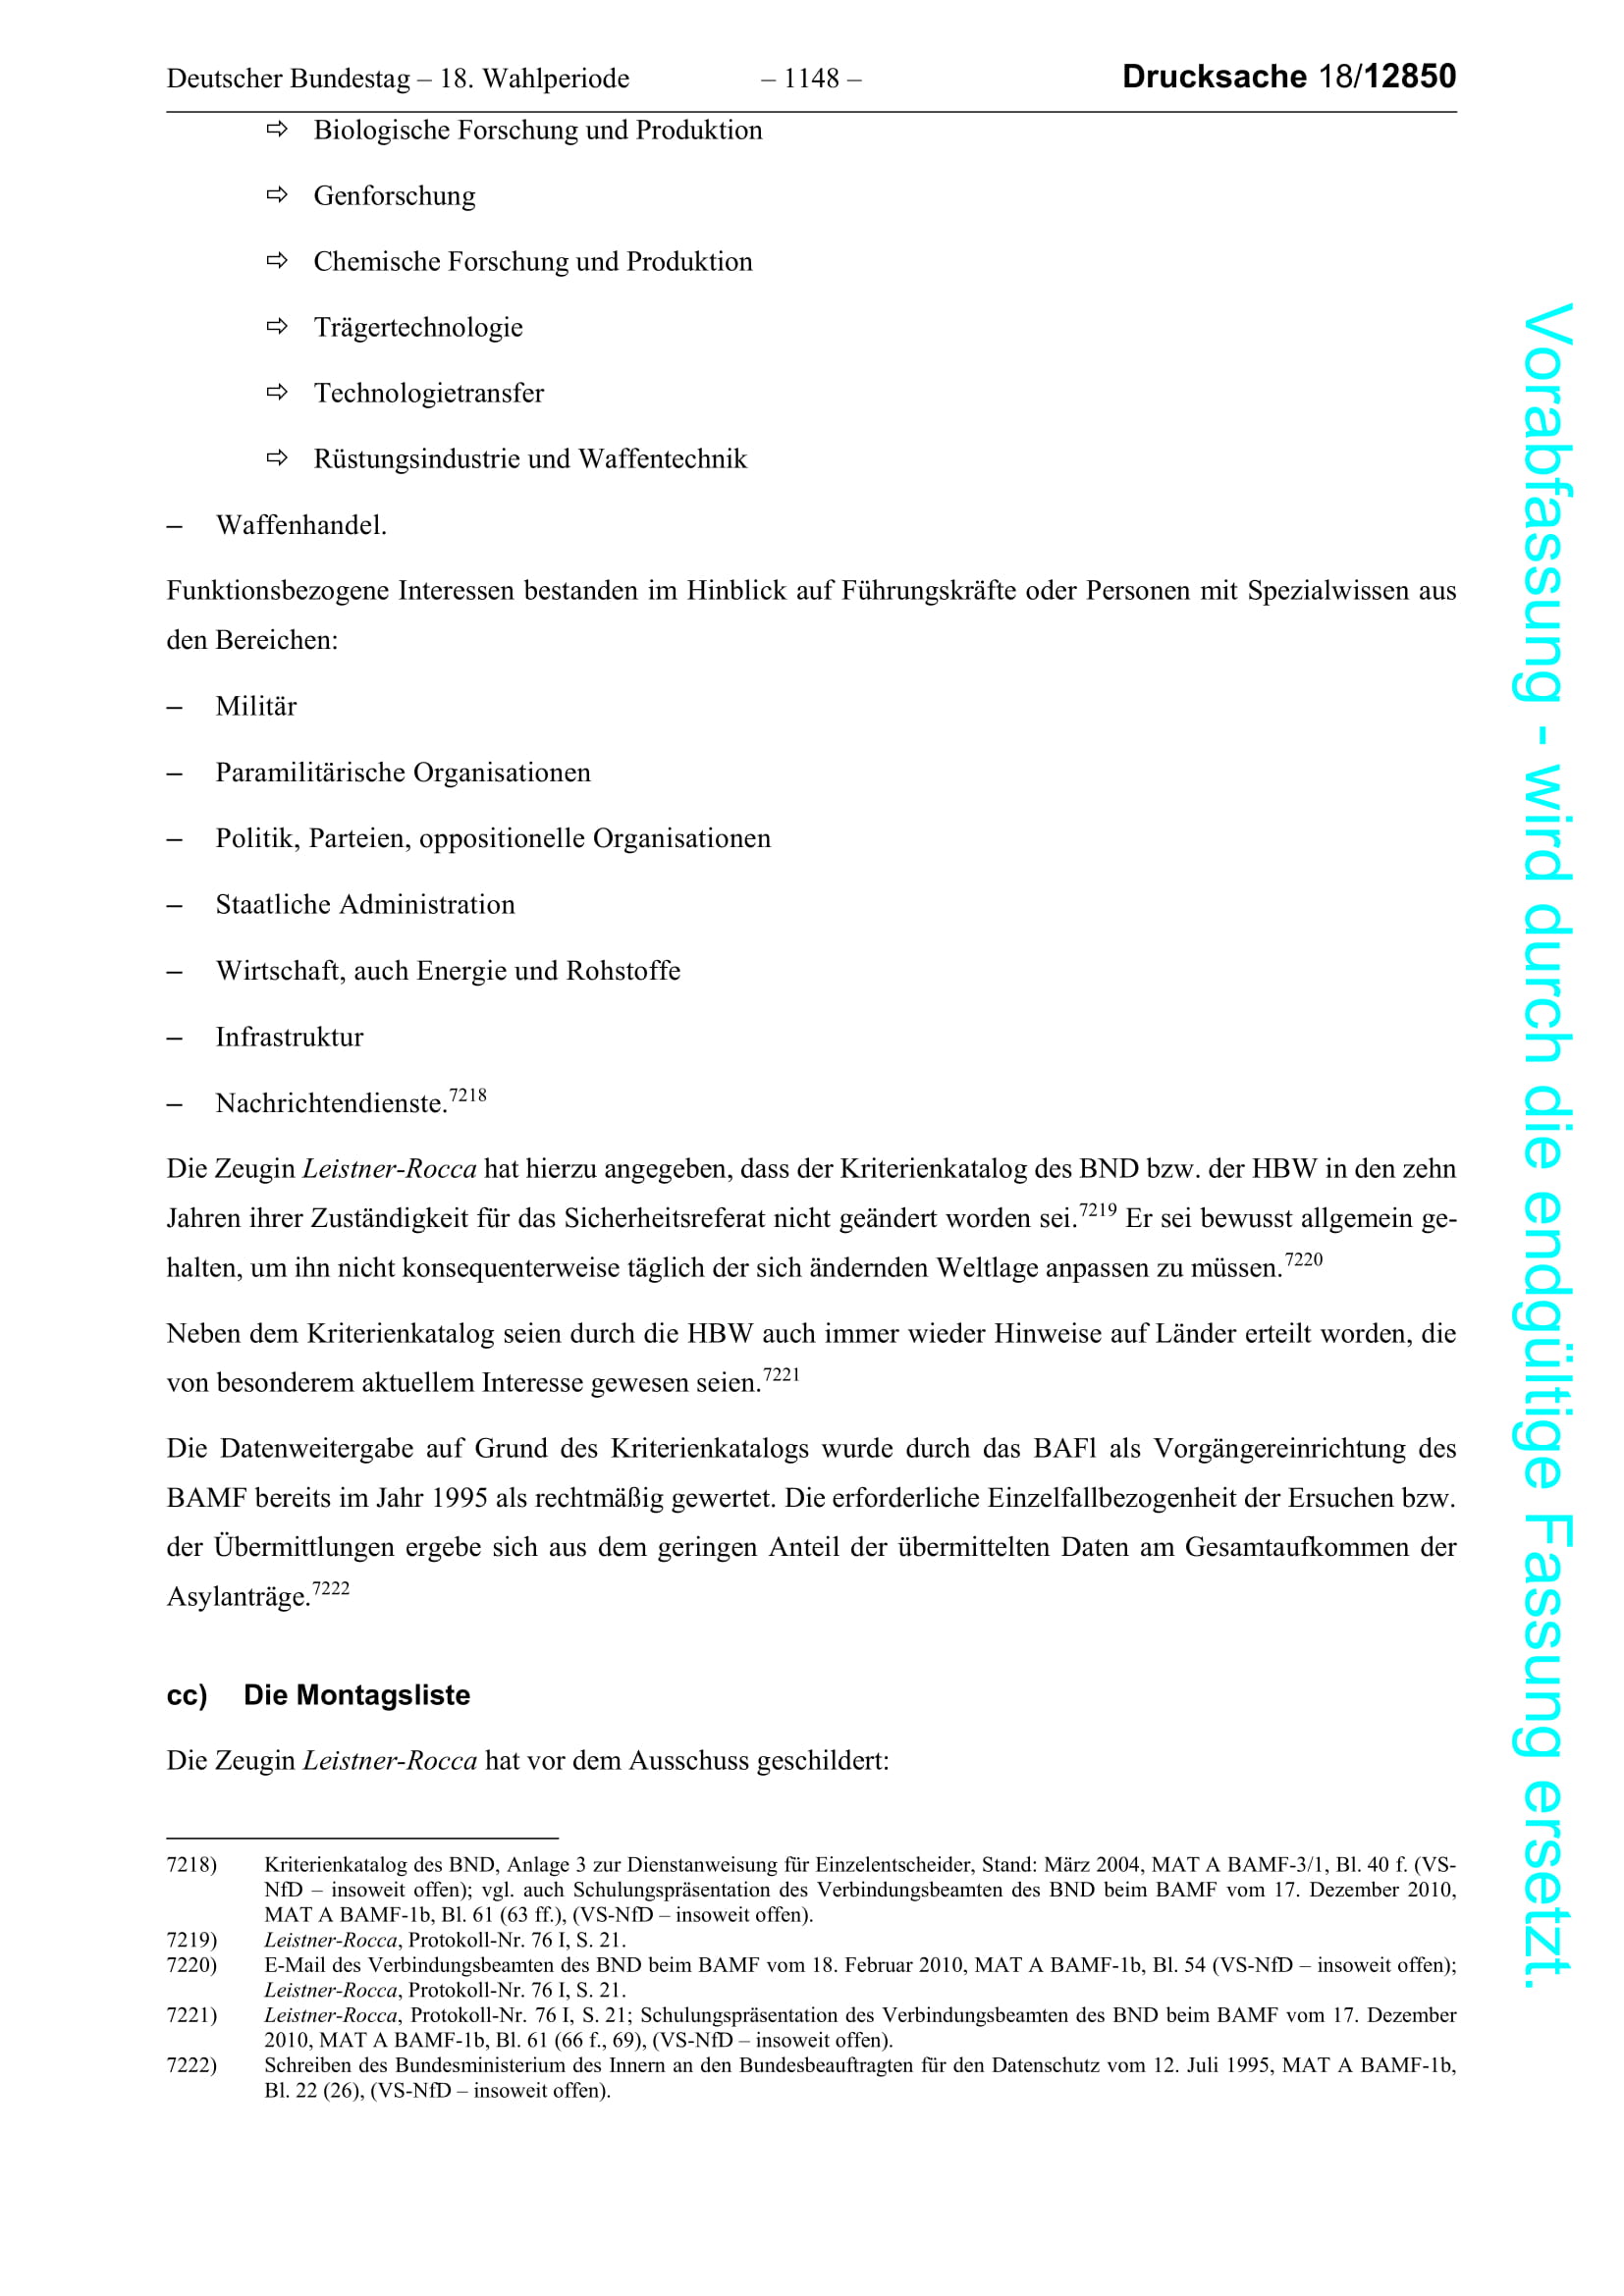 Deutscher Bundestag – 18. Wahlperiode – 1148 – Drucksache 18/12850
⇨ Biologische Forschung und Produktion
⇨ Genforschung
⇨ Chemische Forschung und Produktion
⇨ Trägertechnologie
⇨ Technologietransfer
⇨ Rüstungsindustrie und Waffentechnik
– Waffenhandel.
Funktionsbezogene Interessen bestanden im Hinblick auf Führungskräfte oder Personen mit Spezialwissen aus
den Bereichen:
– Militär
– Paramilitärische Organisationen
– Politik, Parteien, oppositionelle Organisationen
– Staatliche Administration
– Wirtschaft, auch Energie und Rohstoffe
– Infrastruktur
– Nachrichtendienste.7218
Die Zeugin Leistner-Rocca hat hierzu angegeben, dass der Kriterienkatalog des BND bzw. der HBW in den zehn
Jahren ihrer Zuständigkeit für das Sicherheitsreferat nicht geändert worden sei.7219 Er sei bewusst allgemein ge-
halten, um ihn nicht konsequenterweise täglich der sich ändernden Weltlage anpassen zu müssen.7220
Neben dem Kriterienkatalog seien durch die HBW auch immer wieder Hinweise auf Länder erteilt worden, die
von besonderem aktuellem Interesse gewesen seien.7221
Die Datenweitergabe auf Grund des Kriterienkatalogs wurde durch das BAFl als Vorgängereinrichtung des
BAMF bereits im Jahr 1995 als rechtmäßig gewertet. Die erforderliche Einzelfallbezogenheit der Ersuchen bzw.
der Übermittlungen ergebe sich aus dem geringen Anteil der übermittelten Daten am Gesamtaufkommen der
Asylanträge.7222
cc) Die Montagsliste
Die Zeugin Leistner-Rocca hat vor dem Ausschuss geschildert:
7218) Kriterienkatalog des BND, Anlage 3 zur Dienstanweisung für Einzelentscheider, Stand: März 2004, MAT A BAMF-3/1, Bl. 40 f. (VS-
NfD – insoweit offen); vgl. auch Schulungspräsentation des Verbindungsbeamten des BND beim BAMF vom 17. Dezember 2010,
MAT A BAMF-1b, Bl. 61 (63 ff.), (VS-NfD – insoweit offen).
7219) Leistner-Rocca, Protokoll-Nr. 76 I, S. 21.
7220) E-Mail des Verbindungsbeamten des BND beim BAMF vom 18. Februar 2010, MAT A BAMF-1b, Bl. 54 (VS-NfD – insoweit offen);
Leistner-Rocca, Protokoll-Nr. 76 I, S. 21.
7221) Leistner-Rocca, Protokoll-Nr. 76 I, S. 21; Schulungspräsentation des Verbindungsbeamten des BND beim BAMF vom 17. Dezember
2010, MAT A BAMF-1b, Bl. 61 (66 f., 69), (VS-NfD – insoweit offen).
7222) Schreiben des Bundesministerium des Innern an den Bundesbeauftragten für den Datenschutz vom 12. Juli 1995, MAT A BAMF-1b,
Bl. 22 (26), (VS-NfD – insoweit offen).
Vorabfassung - wird durch die endgültige Fassung ersetzt.